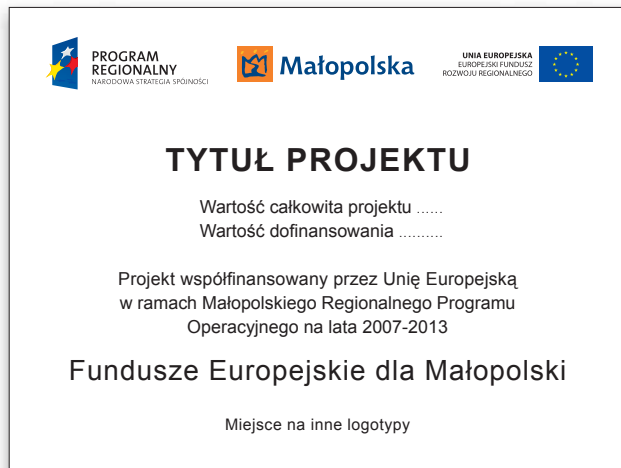 PROGRAM
REGIONALNY
NARODOWA STRATEGIA SPÓJNOŚCI
Małopolska
UNIA EUROPEJSKA
EUROPEJSKI FUNDUSZ
ROZWOJU REGIONALNEGO
TYTUŁ PROJEKTU
Wartość całkowita projektu ......
Wartość dofinansowania ..........
Projekt współfinansowany przez Unię Europejską
w ramach Małopolskiego Regionalnego Programu
Operacyjnego na lata 2007-2013
Fundusze Europejskie dla Małopolski
Miejsce na inne logotypy